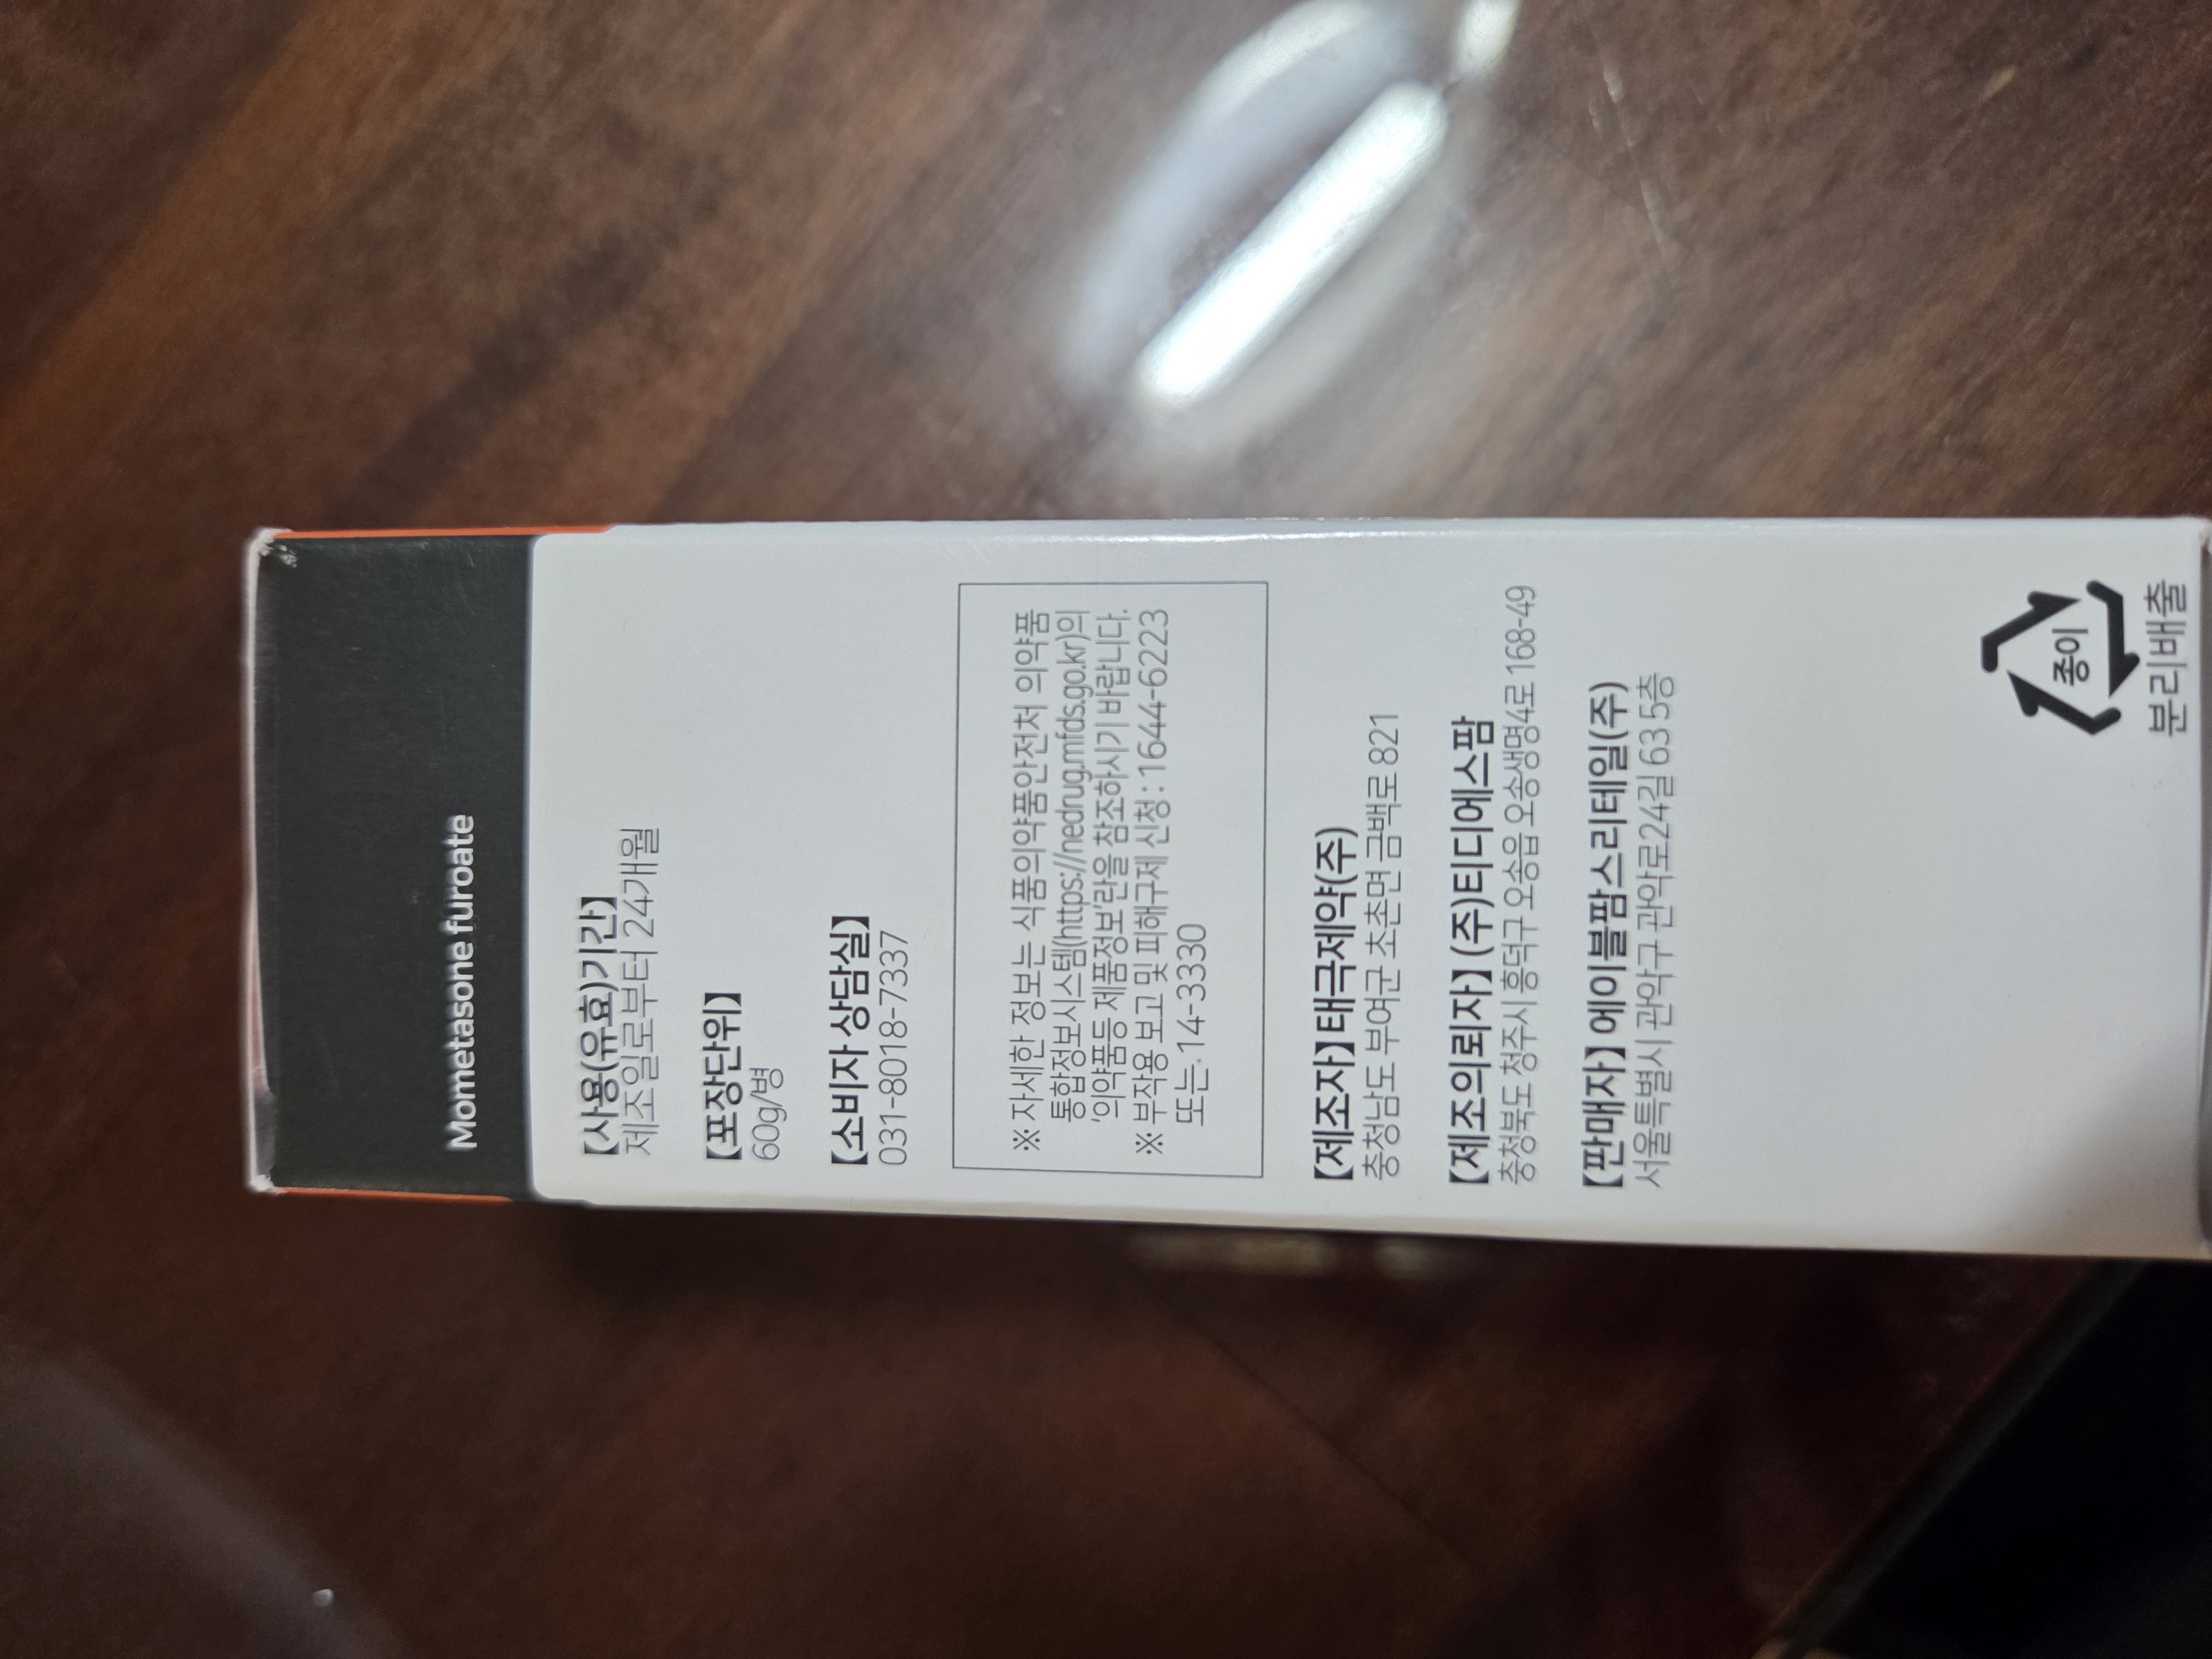 Mometasone furoate
【사용(유효)기간】
제조일로부터 24개월
【포장단위】
60g/병
【소비자 상담실】
031-8018-7337
※ 자세한 정보는 식품의약품안전처 의약품
통합정보시스템(https://nedrug.mfds.go.kr)의
'의약품등 제품정보'란을 참조하시기 바랍니다.
※ 부작용 보고 및 피해구제 신청 : 1644-6223
또는 14-3330
【제조자】 태극제약(주)
충청남도 부여군 초촌면 금백로 821
【제조의뢰자】 (주)티디에스팜
충청북도 청주시 흥덕구 오송읍 오송생명4로 168-49
【판매자】 에이블팜스리테일(주)
서울특별시 관악구 관악로24길 63 5층
종이
분리배출